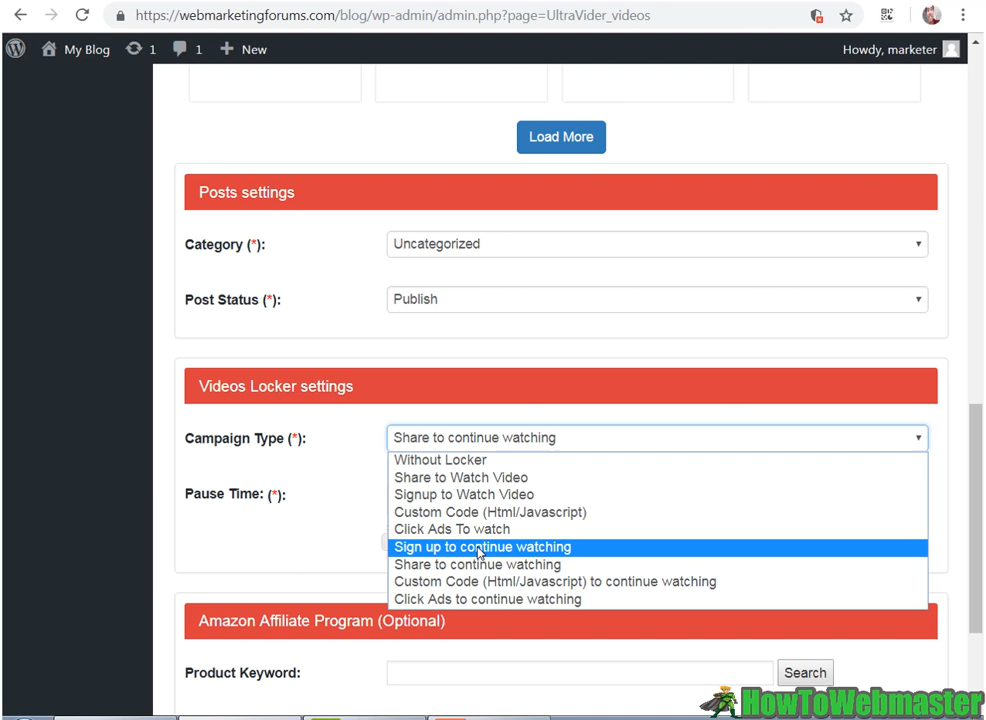 https://webmarketingforums.com/blog/wp-admin/admin.php?page=UltraVider_videos
My Blog 1 1 New Howdy, marketer
Load More
Posts settings
Category (*): Uncategorized
Post Status (*): Publish
Videos Locker settings
Campaign Type (*): Share to continue watching
Without Locker
Share to Watch Video
Pause Time: (*): Signup to Watch Video
Custom Code (Html/Javascript)
Click Ads To watch
Sign up to continue watching
Share to continue watching
Custom Code (Html/Javascript) to continue watching
Click Ads to continue watching
Amazon Affiliate Program (Optional)
Product Keyword: Search
HowToWebmaster